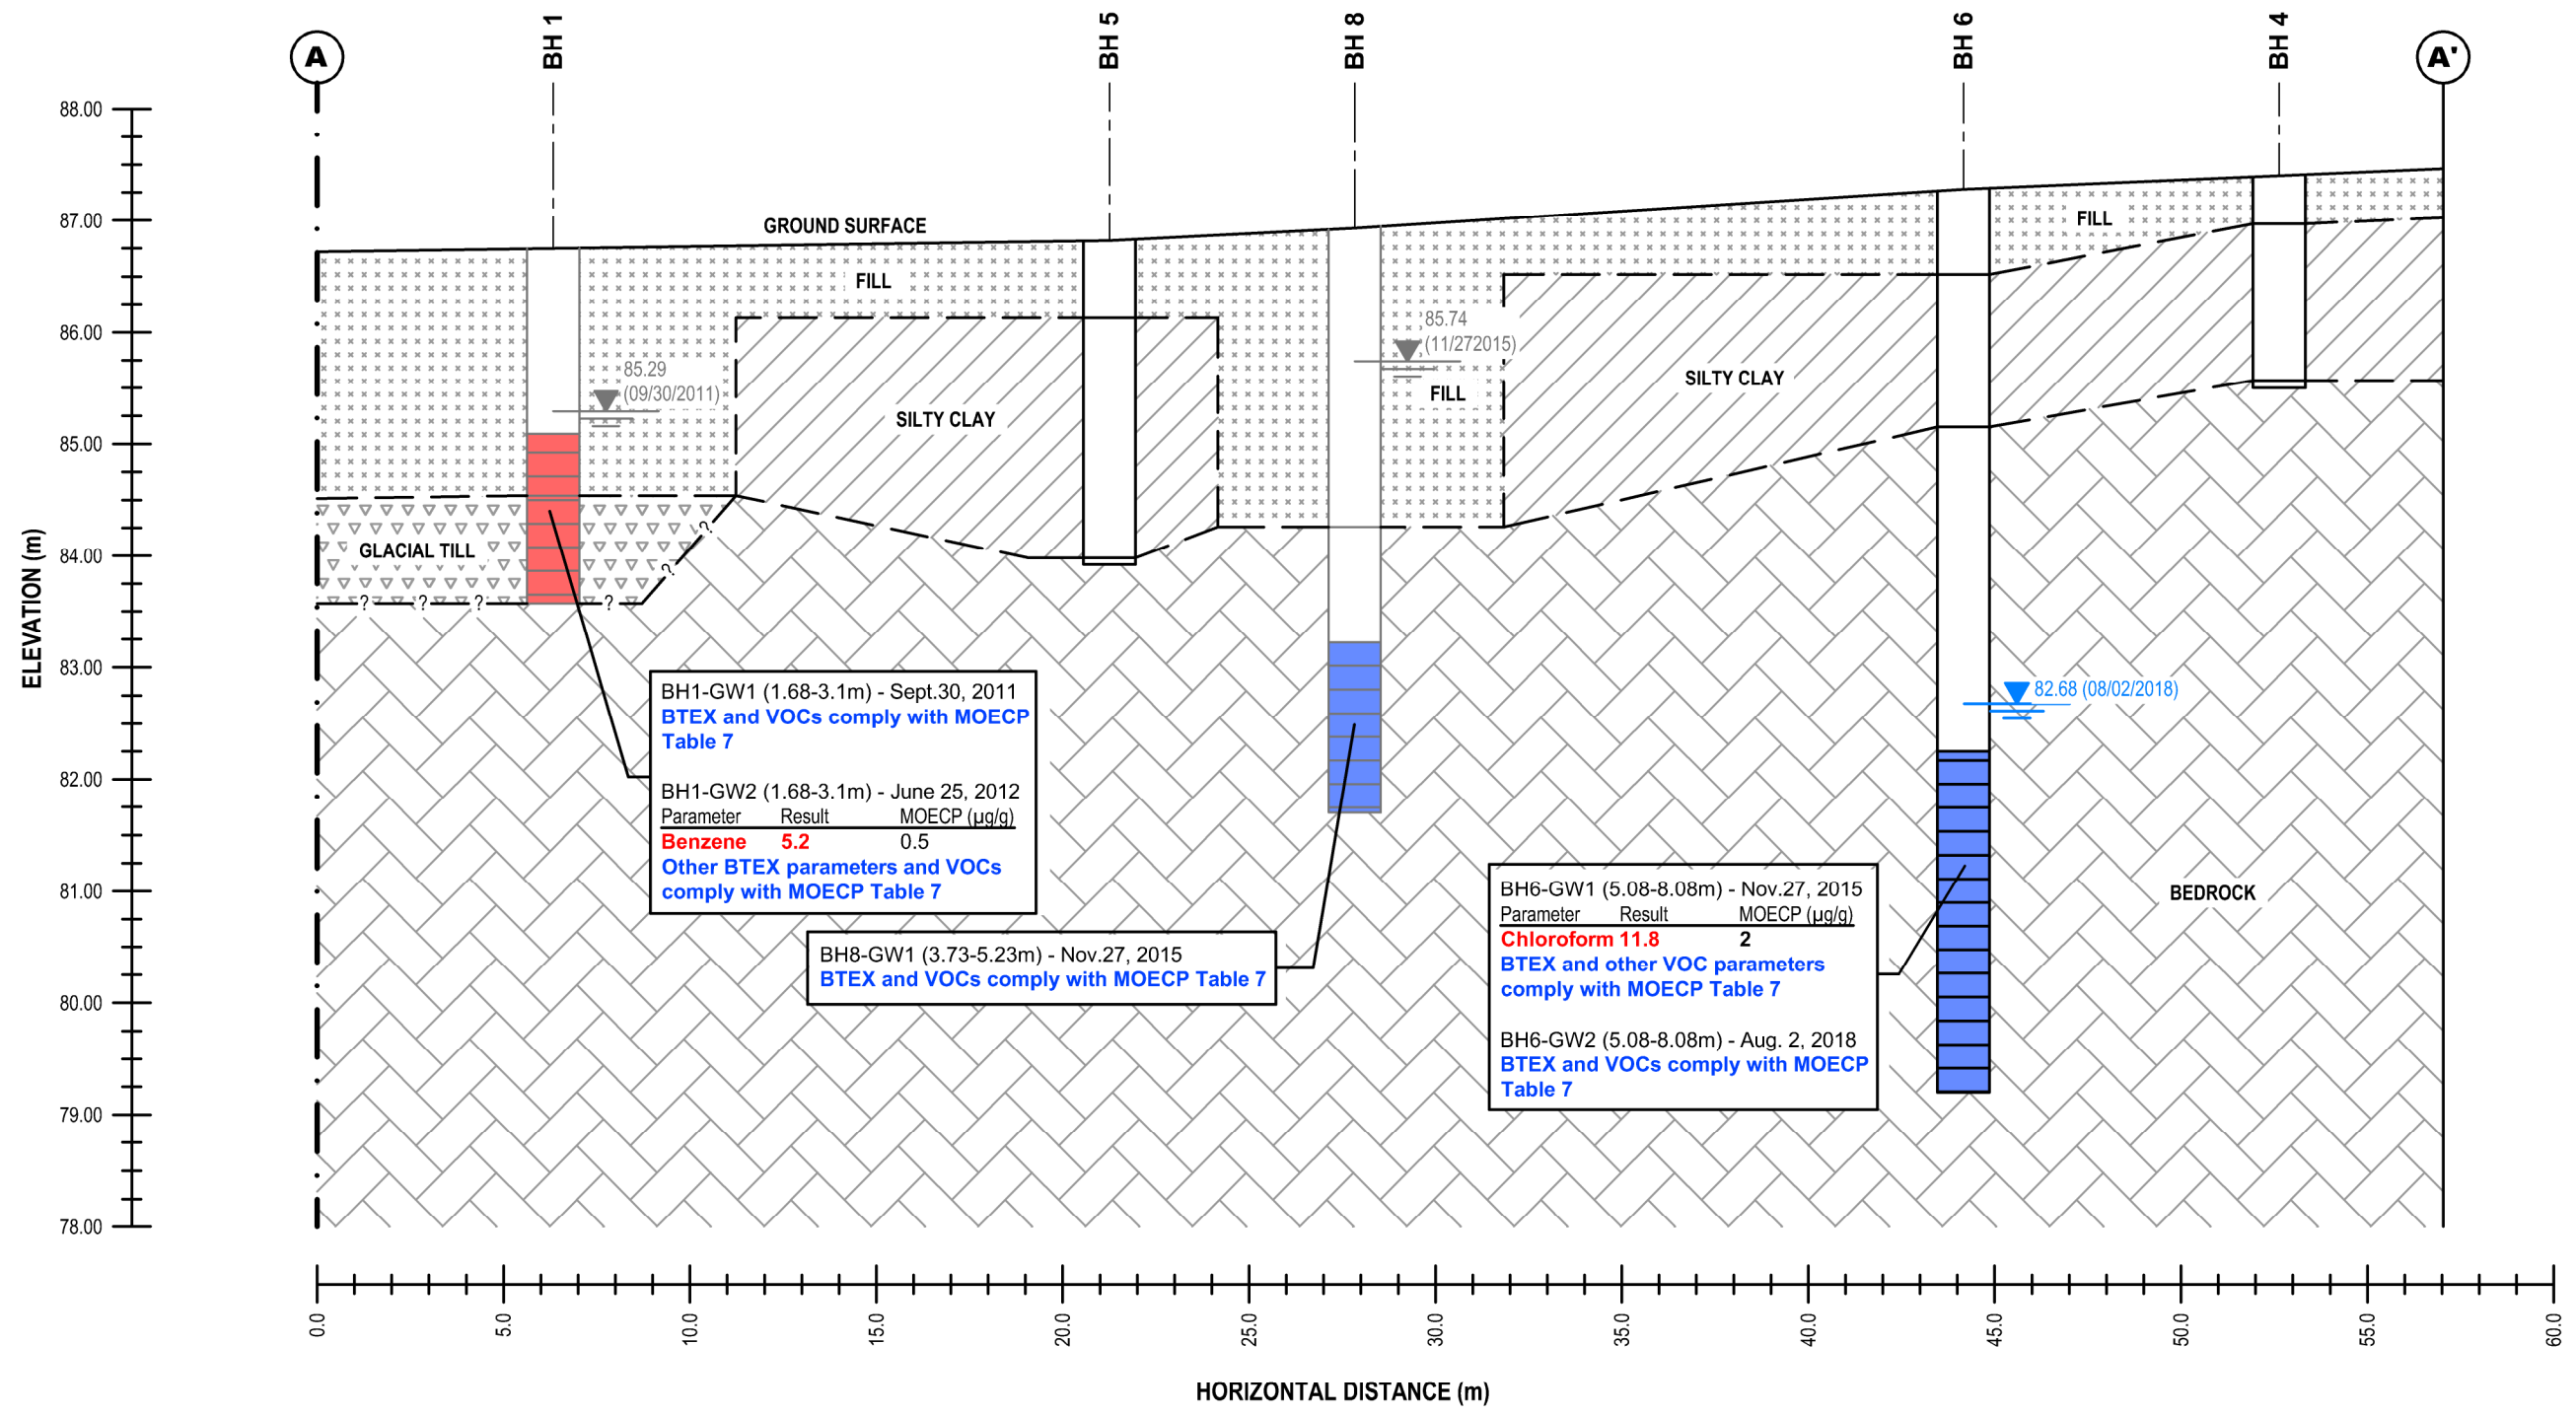 A
BH 1
BH 5
BH 8
BH 6
BH 4
A'
88.00
87.00
86.00
85.00
84.00
83.00
82.00
81.00
80.00
79.00
78.00
ELEVATION (m)
GROUND SURFACE
FILL
FILL
85.74
(11/272015)
FILL
85.29
(09/30/2011)
SILTY CLAY
SILTY CLAY
GLACIAL TILL
?
?
?
?
?
?
82.68 (08/02/2018)
BEDROCK
BH1-GW1 (1.68-3.1m) - Sept.30, 2011
BTEX and VOCs comply with MOECP
Table 7
BH1-GW2 (1.68-3.1m) - June 25, 2012
Parameter Result MOECP (µg/g)
Benzene 5.2 0.5
Other BTEX parameters and VOCs
comply with MOECP Table 7
BH8-GW1 (3.73-5.23m) - Nov.27, 2015
BTEX and VOCs comply with MOECP Table 7
BH6-GW1 (5.08-8.08m) - Nov.27, 2015
Parameter Result MOECP (µg/g)
Chloroform 11.8 2
BTEX and other VOC parameters
comply with MOECP Table 7
BH6-GW2 (5.08-8.08m) - Aug. 2, 2018
BTEX and VOCs comply with MOECP
Table 7
0.0
5.0
10.0
15.0
20.0
25.0
30.0
35.0
40.0
45.0
50.0
55.0
60.0
HORIZONTAL DISTANCE (m)